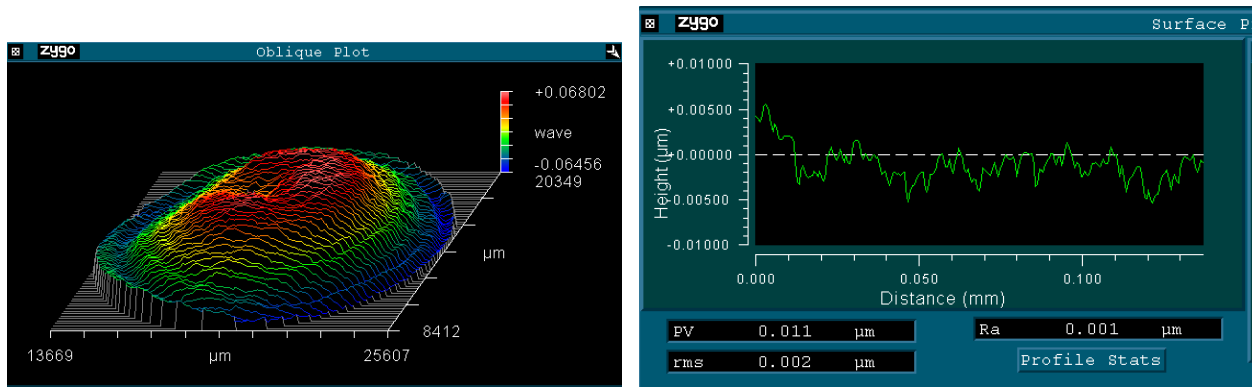 zygo Oblique Plot
+0.06802
wave
-0.06456
20349
µm
8412
13669 µm 25607
zygo Surface P
+0.01000
+0.00500
+0.00000
-0.00500
-0.01000
Height (µm)
0.000 0.050 0.100
Distance (mm)
PV 0.011 µm
Ra 0.001 µm
rms 0.002 µm
Profile Stats